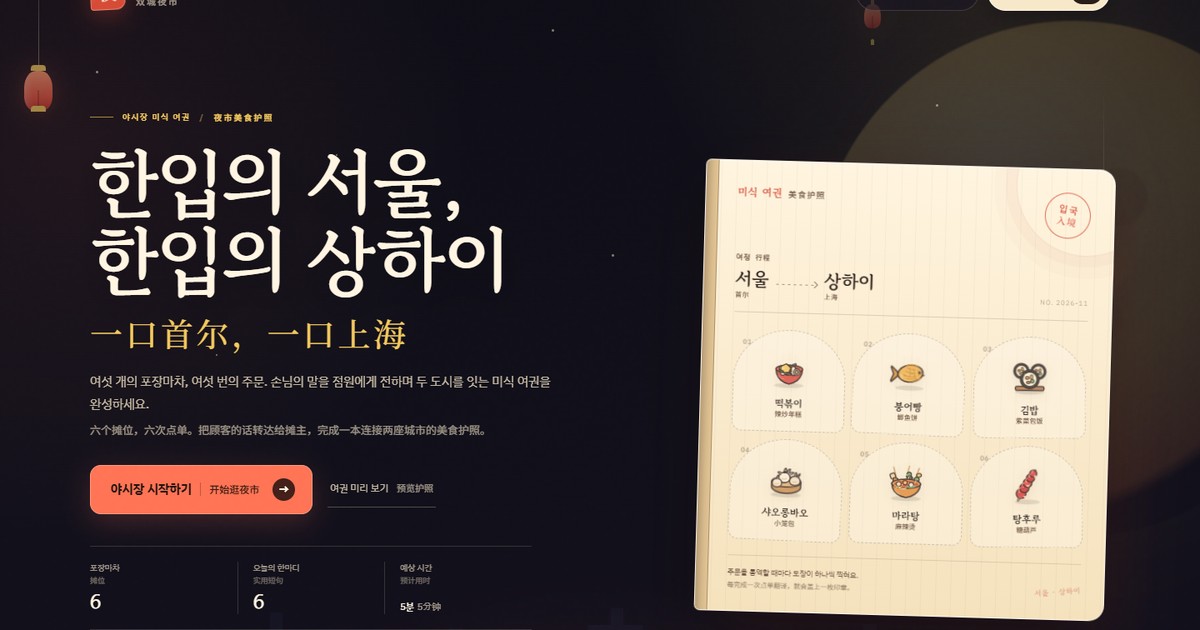 双城夜市
야시장 미식 여권 / 夜市美食护照
한입의 서울,
한입의 상하이
一口首尔，一口上海
여섯 개의 포장마차, 여섯 번의 주문. 손님의 말을 점원에게 전하며 두 도시를 잇는 미식 여권을
완성하세요.
六个摊位，六次点单。把顾客的话转达给摊主，完成一本连接两座城市的美食护照。
야시장 시작하기 开始逛夜市
여권 미리 보기 预览护照
포장마차
摊位
6
오늘의 한마디
实用短句
6
예상 시간
预计用时
5분 5分钟
미식 여권 美食护照
입국
入境
여정 行程
서울
首尔
상하이
上海
NO. 2026-11
01
떡볶이
辣炒年糕
02
붕어빵
鲫鱼饼
03
김밥
紫菜包饭
04
샤오롱바오
小笼包
05
마라탕
麻辣烫
06
탕후루
糖葫芦
주문을 통역할 때마다 도장이 하나씩 찍혀요.
每完成一次点单翻译，就会盖上一枚印章。
서울 · 상하이